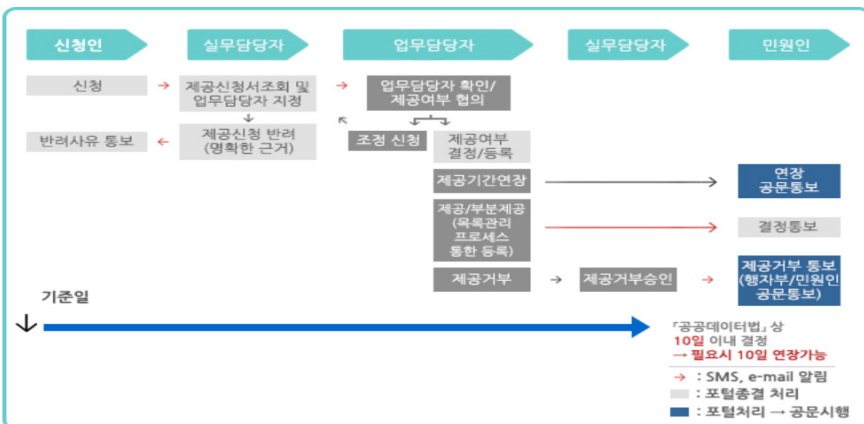 신청인
실무담당자
업무담당자
실무담당자
민원인
신청
제공신청서조회 및
업무담당자 지정
업무담당자 확인/
제공여부 협의
반려사유 통보
제공신청 반려
(명확한 근거)
조정 신청
제공여부
결정/등록
제공기간연장
연장
공문통보
제공/부분제공
(목록관리
프로세스
통한 등록)
결정통보
제공거부
제공거부승인
제공거부 통보
(행자부/민원인
공문통보)
기준일
「공공데이터법」 상
10일 이내 결정
→ 필요시 10일 연장가능
→ : SMS, e-mail 알림
: 포털종결 처리
: 포털처리 → 공문시행